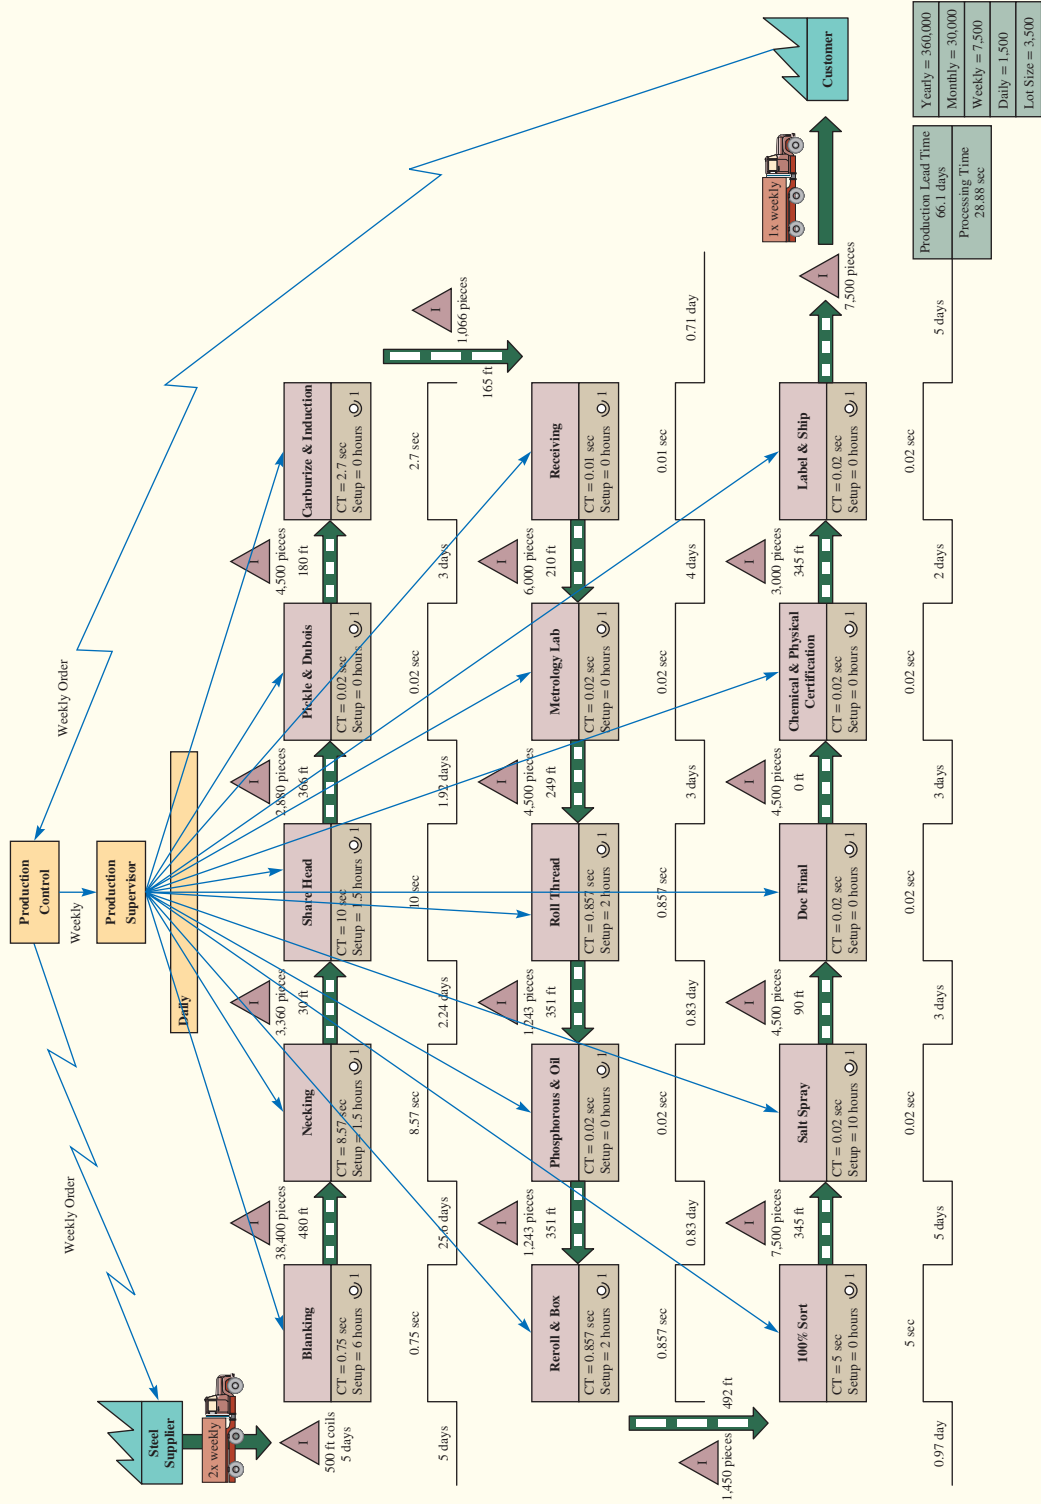 Production
Control
Weekly Order
Weekly Order
Weekly
Production
Supervisor
Daily
Steel
Supplier
2x weekly
I
500 ft coils
5 days
Blanking
CT = 0.75 sec
Setup = 6 hours
1
I
38,400 pieces
480 ft
Necking
CT = 8.57 sec
Setup = 1.5 hours
1
I
3,360 pieces
30 ft
Share Head
CT = 10 sec
Setup = 1.5 hours
1
I
2,880 pieces
366 ft
Pickle & Dubois
CT = 0.02 sec
Setup = 0 hours
1
I
4,500 pieces
180 ft
Carburize & Induction
CT = 2.7 sec
Setup = 0 hours
1
5 days
0.75 sec
25.6 days
8.57 sec
2.24 days
10 sec
1.92 days
0.02 sec
3 days
2.7 sec
I
1,066 pieces
165 ft
Reroll & Box
CT = 0.857 sec
Setup = 2 hours
1
I
1,243 pieces
351 ft
Phosphorous & Oil
CT = 0.02 sec
Setup = 0 hours
1
I
1,243 pieces
351 ft
Roll Thread
CT = 0.857 sec
Setup = 2 hours
1
I
4,500 pieces
249 ft
Metrology Lab
CT = 0.02 sec
Setup = 0 hours
1
I
6,000 pieces
210 ft
Receiving
CT = 0.01 sec
Setup = 0 hours
1
0.857 sec
0.83 day
0.02 sec
0.83 day
0.857 sec
3 days
0.02 sec
4 days
0.01 sec
0.71 day
I
1,450 pieces
492 ft
100% Sort
CT = 5 sec
Setup = 0 hours
1
I
7,500 pieces
345 ft
Salt Spray
CT = 0.02 sec
Setup = 10 hours
1
I
4,500 pieces
90 ft
Doc Final
CT = 0.02 sec
Setup = 0 hours
1
I
4,500 pieces
0 ft
Chemical & Physical
Certification
CT = 0.02 sec
Setup = 0 hours
1
I
3,000 pieces
345 ft
Label & Ship
CT = 0.02 sec
Setup = 0 hours
1
I
7,500 pieces
1x weekly
Customer
0.97 day
5 sec
5 days
0.02 sec
3 days
0.02 sec
3 days
0.02 sec
2 days
0.02 sec
5 days
Production Lead Time
66.1 days
Processing Time
28.88 sec
Yearly = 360,000
Monthly = 30,000
Weekly = 7,500
Daily = 1,500
Lot Size = 3,500